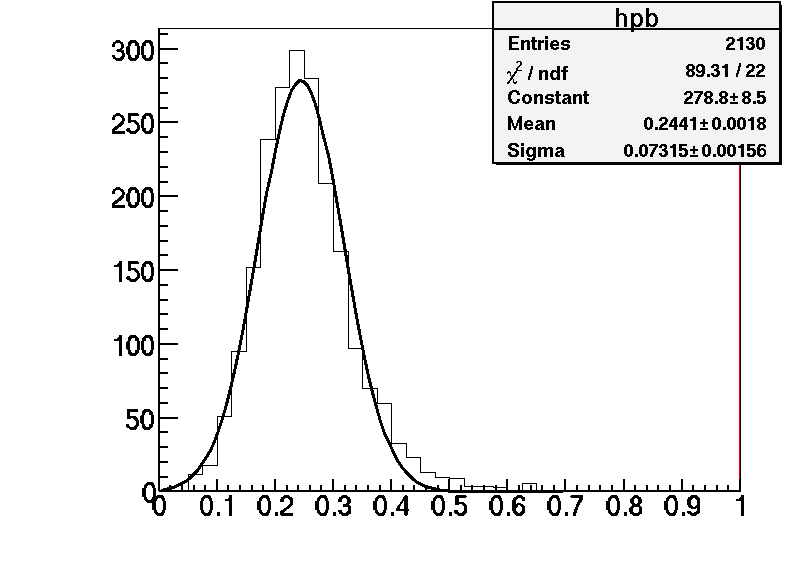 hpb
Entries 2130
χ² / ndf 89.31 / 22
Constant 278.8±8.5
Mean 0.2441±0.0018
Sigma 0.07315±0.00156
300
250
200
150
100
50
0
0 0.1 0.2 0.3 0.4 0.5 0.6 0.7 0.8 0.9 1